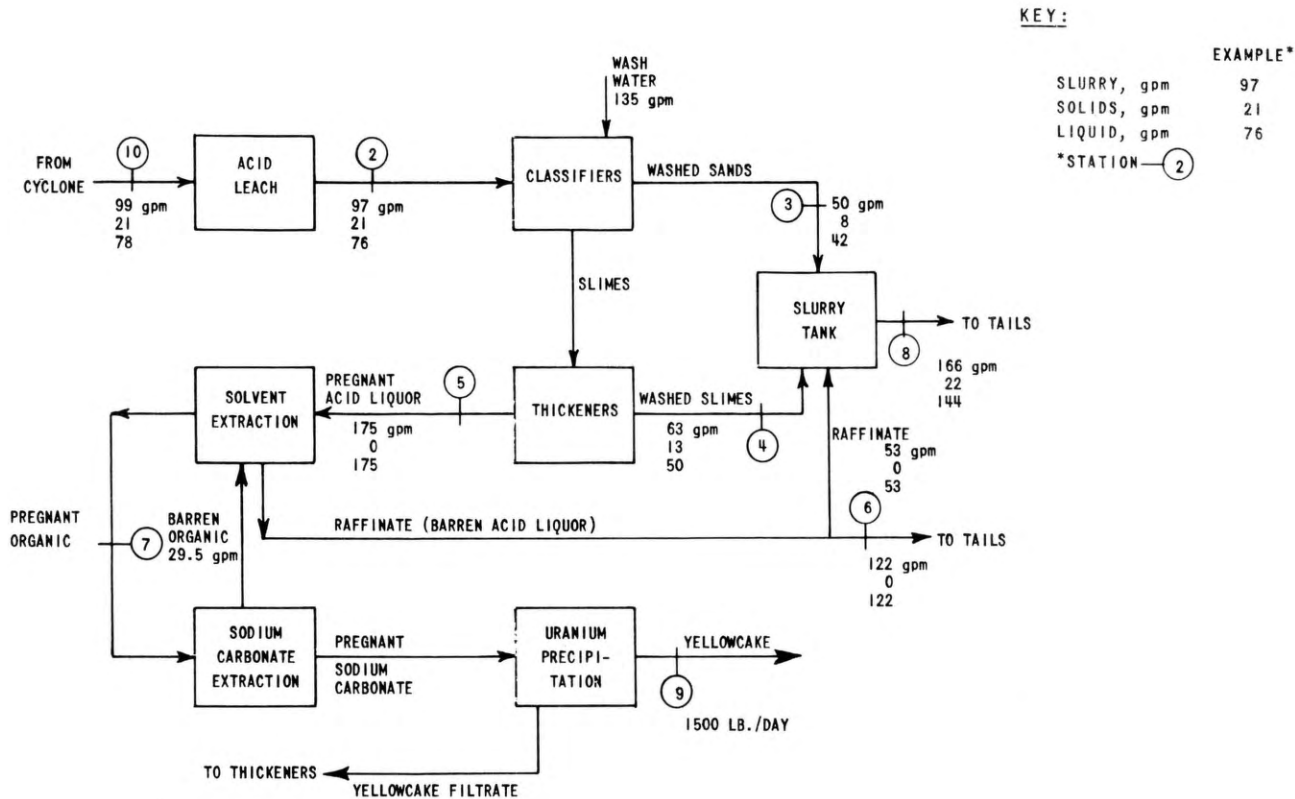 KEY:
EXAMPLE*
SLURRY, gpm 97
SOLIDS, gpm 21
LIQUID, gpm 76
*STATION 2
WASH
WATER
135 gpm
FROM
CYCLONE
10
99 gpm
21
78
ACID
LEACH
2
97 gpm
21
76
CLASSIFIERS
WASHED SANDS
3
50 gpm
8
42
SLIMES
SLURRY
TANK
TO TAILS
8
166 gpm
22
144
SOLVENT
EXTRACTION
PREGNANT
ACID LIQUOR
5
175 gpm
0
175
THICKENERS
WASHED SLIMES
63 gpm
13
50
4
RAFFINATE
53 gpm
0
53
PREGNANT
ORGANIC
7
BARREN
ORGANIC
29.5 gpm
RAFFINATE (BARREN ACID LIQUOR)
6
TO TAILS
122 gpm
0
122
SODIUM
CARBONATE
EXTRACTION
PREGNANT
SODIUM
CARBONATE
URANIUM
PRECIPI-
TATION
YELLOWCAKE
9
1500 LB./DAY
TO THICKENERS
YELLOWCAKE FILTRATE